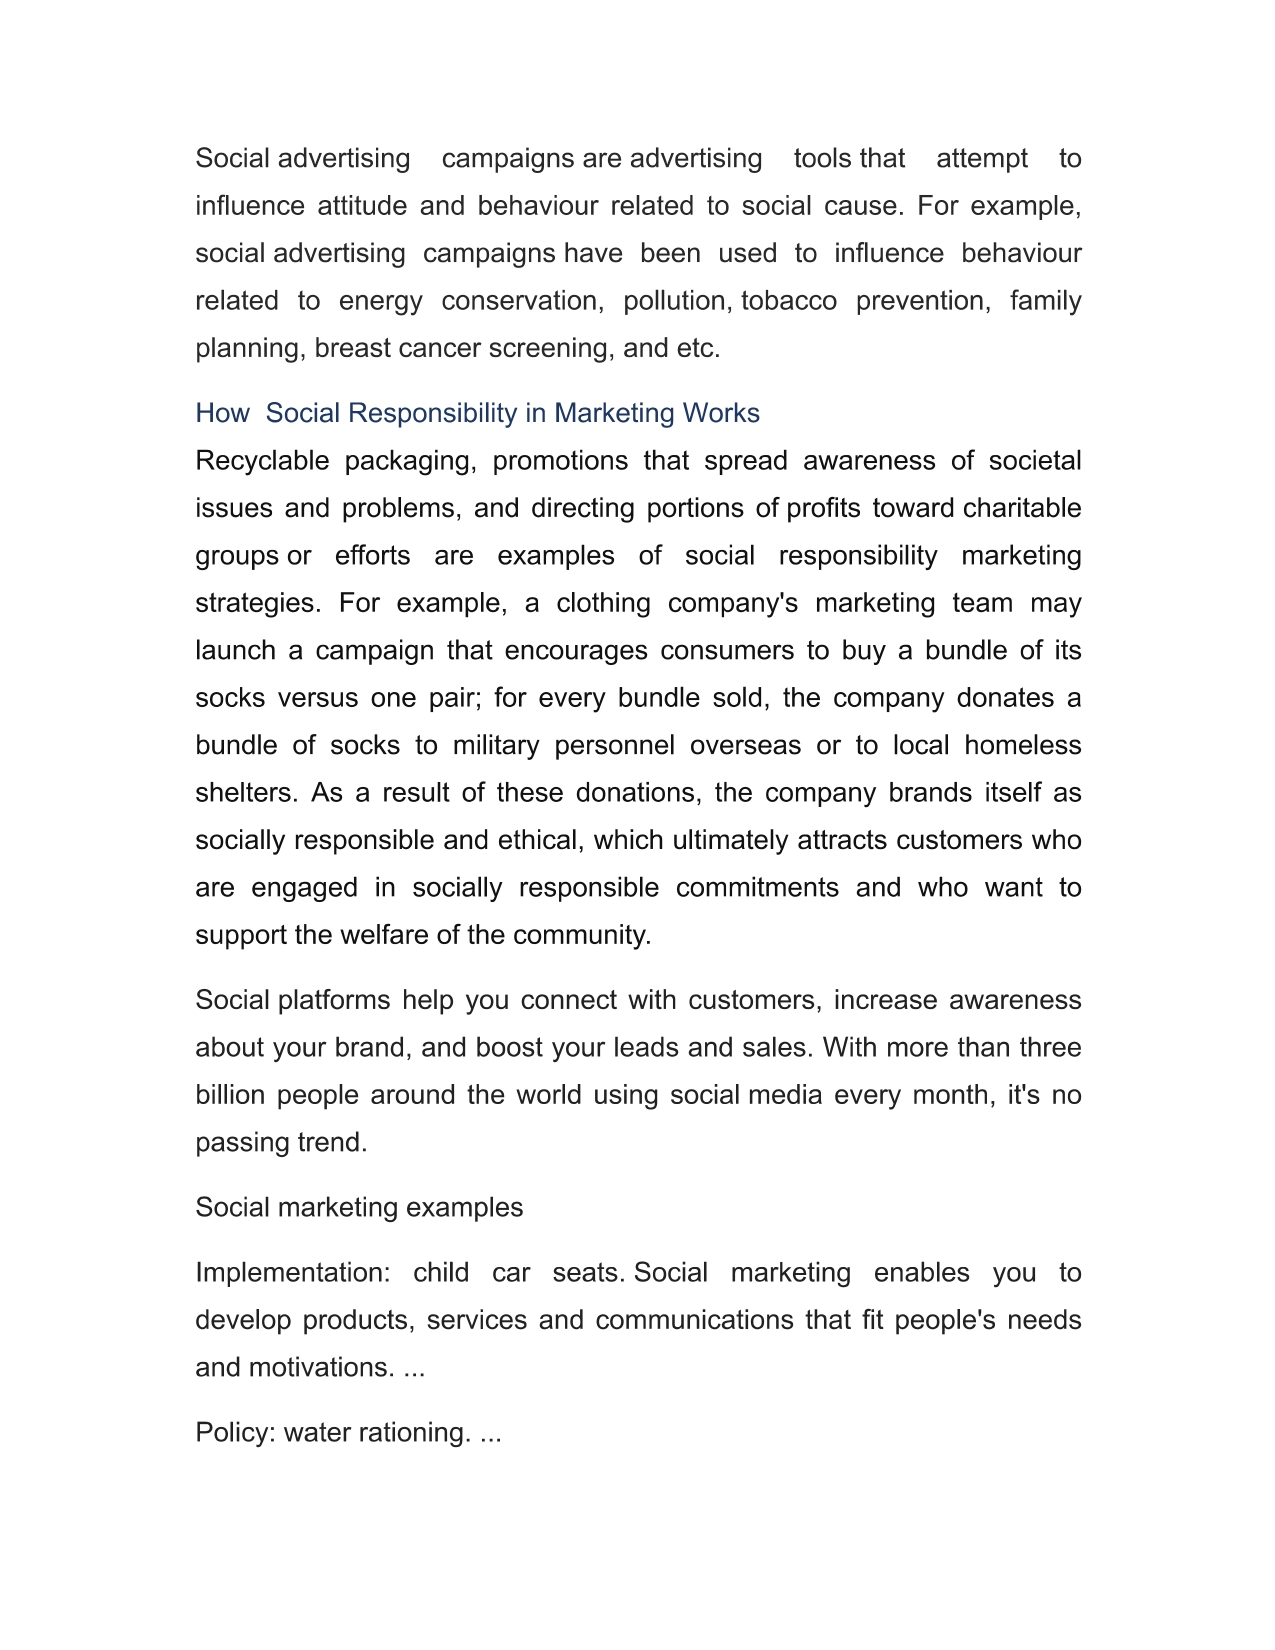 Social advertising campaigns are advertising tools that attempt to
influence attitude and behaviour related to social cause. For example,
social advertising campaigns have been used to influence behaviour
related to energy conservation, pollution, tobacco prevention, family
planning, breast cancer screening, and etc.
How Social Responsibility in Marketing Works
Recyclable packaging, promotions that spread awareness of societal
issues and problems, and directing portions of profits toward charitable
groups or efforts are examples of social responsibility marketing
strategies. For example, a clothing company's marketing team may
launch a campaign that encourages consumers to buy a bundle of its
socks versus one pair; for every bundle sold, the company donates a
bundle of socks to military personnel overseas or to local homeless
shelters. As a result of these donations, the company brands itself as
socially responsible and ethical, which ultimately attracts customers who
are engaged in socially responsible commitments and who want to
support the welfare of the community.
Social platforms help you connect with customers, increase awareness
about your brand, and boost your leads and sales. With more than three
billion people around the world using social media every month, it's no
passing trend.
Social marketing examples
Implementation: child car seats. Social marketing enables you to
develop products, services and communications that fit people's needs
and motivations. ...
Policy: water rationing. ...